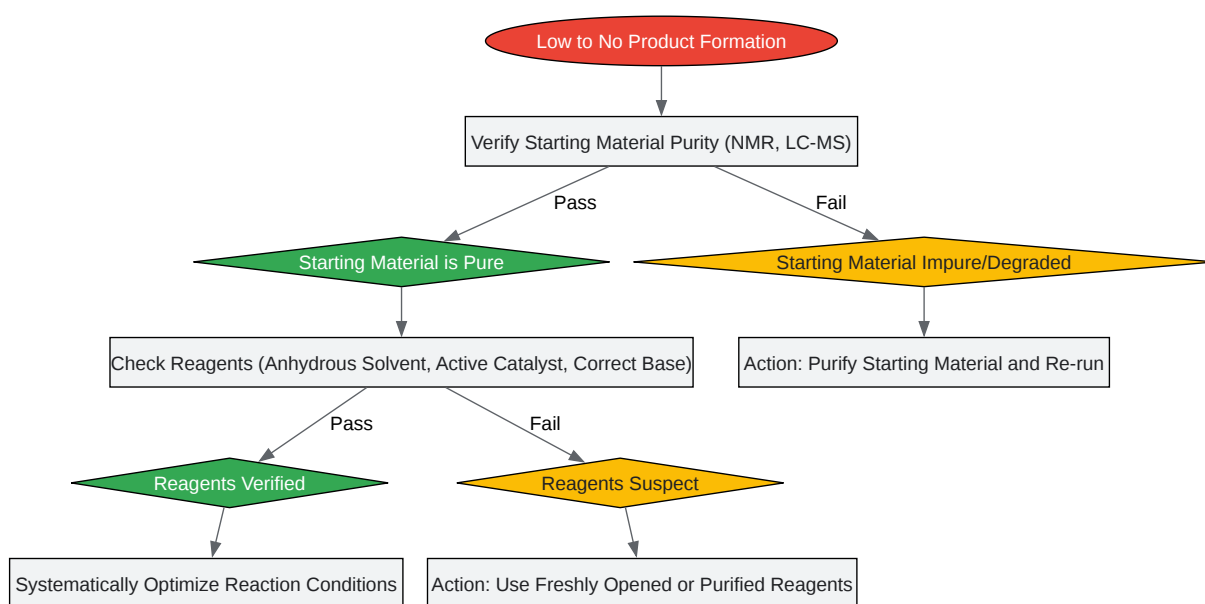 Low to No Product Formation
Verify Starting Material Purity (NMR, LC-MS)
Pass
Fail
Starting Material is Pure
Starting Material Impure/Degraded
Check Reagents (Anhydrous Solvent, Active Catalyst, Correct Base)
Action: Purify Starting Material and Re-run
Pass
Fail
Reagents Verified
Reagents Suspect
Systematically Optimize Reaction Conditions
Action: Use Freshly Opened or Purified Reagents